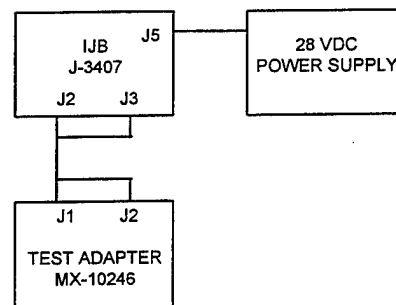 IJB
J-3407
J5
J2 J3
28 VDC
POWER SUPPLY
J1 J2
TEST ADAPTER
MX-10246